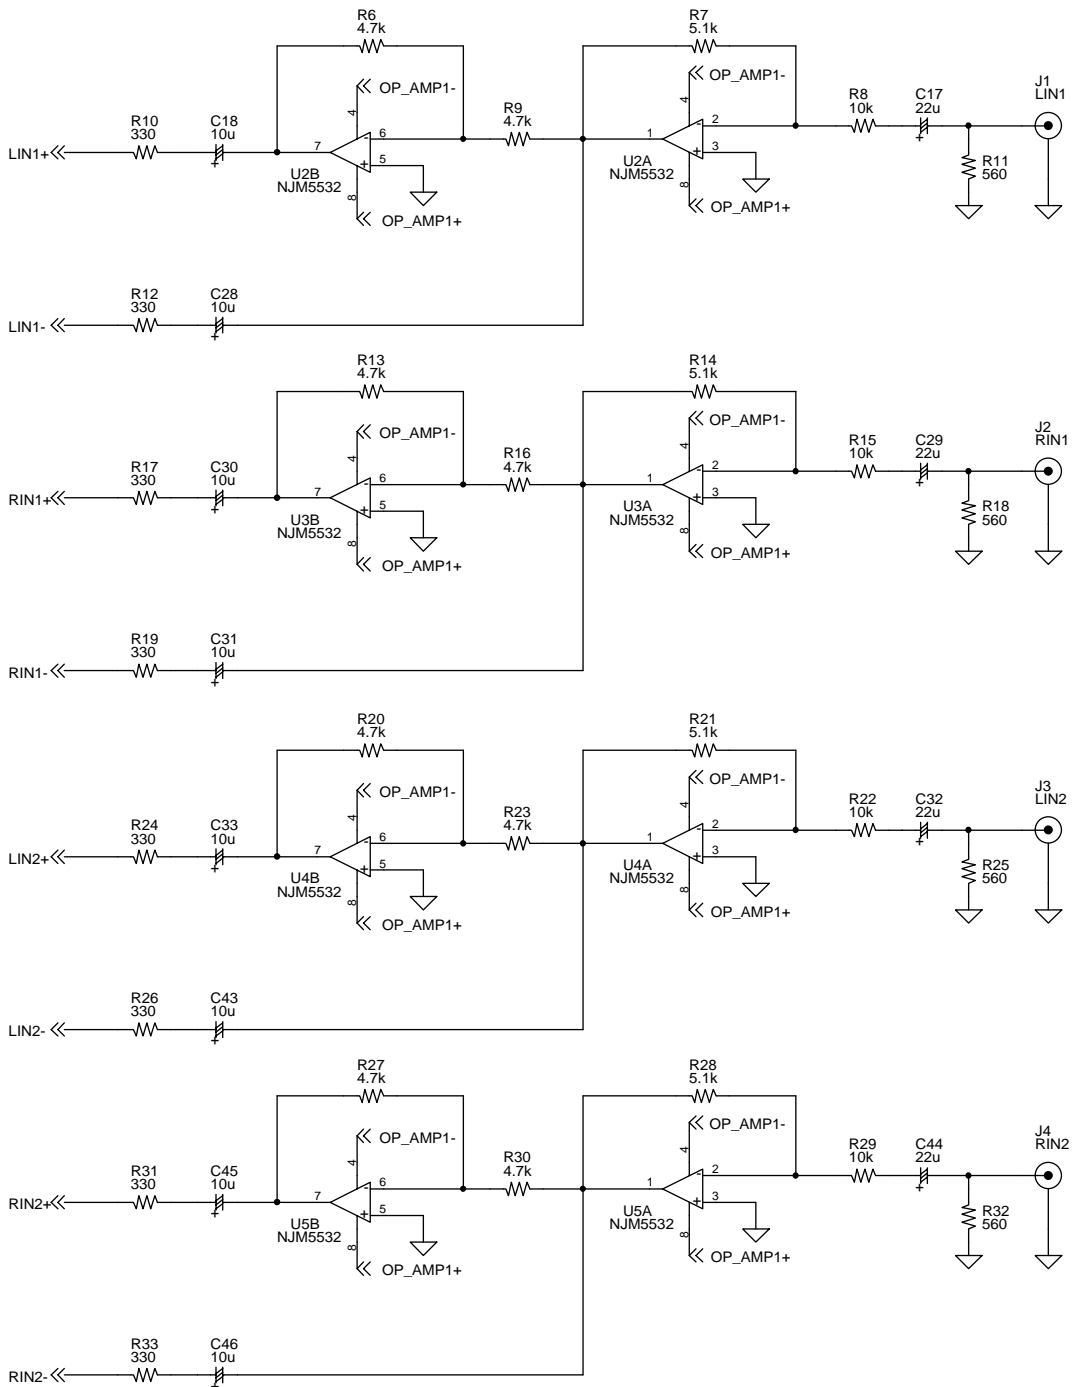 R6
4.7k
R7
5.1k
OP_AMP1-
OP_AMP1-
J1
LIN1
R10
330
C18
10u
4
R9
4.7k
4
R8
10k
C17
22u
LIN1+
7
-
6
+
5
1
-
2
+
3
U2B
NJM5532
8
U2A
NJM5532
8
R11
560
OP_AMP1+
OP_AMP1+
R12
330
C28
10u
+
LIN1-
R13
4.7k
R14
5.1k
OP_AMP1-
OP_AMP1-
J2
RIN1
R17
330
C30
10u
4
R16
4.7k
4
R15
10k
C29
22u
RIN1+
7
-
6
+
5
1
-
2
+
3
U3B
NJM5532
8
U3A
NJM5532
8
R18
560
OP_AMP1+
OP_AMP1+
R19
330
C31
10u
+
RIN1-
R20
4.7k
R21
5.1k
OP_AMP1-
OP_AMP1-
J3
LIN2
R24
330
C33
10u
4
R23
4.7k
4
R22
10k
C32
22u
LIN2+
7
-
6
+
5
1
-
2
+
3
U4B
NJM5532
8
U4A
NJM5532
8
R25
560
OP_AMP1+
OP_AMP1+
R26
330
C43
10u
+
LIN2-
R27
4.7k
R28
5.1k
OP_AMP1-
OP_AMP1-
J4
RIN2
R31
330
C45
10u
4
R30
4.7k
4
R29
10k
C44
22u
RIN2+
7
-
6
+
5
1
-
2
+
3
U5B
NJM5532
8
U5A
NJM5532
8
R32
560
OP_AMP1+
OP_AMP1+
R33
330
C46
10u
+
RIN2-